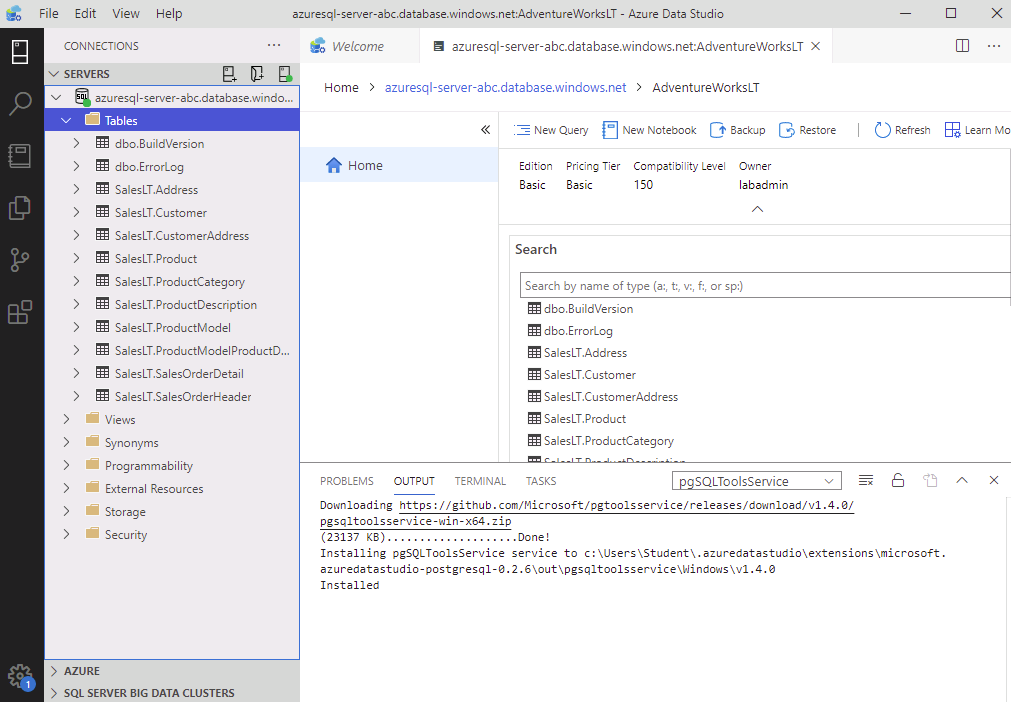 File Edit View Help
azuresql-server-abc.database.windows.net:AdventureWorksLT - Azure Data Studio
CONNECTIONS
SERVERS
azuresql-server-abc.database.windo...
Tables
dbo.BuildVersion
dbo.ErrorLog
SalesLT.Address
SalesLT.Customer
SalesLT.CustomerAddress
SalesLT.Product
SalesLT.ProductCategory
SalesLT.ProductDescription
SalesLT.ProductModel
SalesLT.ProductModelProductD...
SalesLT.SalesOrderDetail
SalesLT.SalesOrderHeader
Views
Synonyms
Programmability
External Resources
Storage
Security
AZURE
SQL SERVER BIG DATA CLUSTERS
1
Welcome
azuresql-server-abc.database.windows.net:AdventureWorksLT
Home > azuresql-server-abc.database.windows.net > AdventureWorksLT
Home
New Query New Notebook Backup Restore Refresh Learn Mo
Edition Pricing Tier Compatibility Level Owner
Basic Basic 150 labadmin
Search
Search by name of type (a:, t:, v:, f:, or sp:)
dbo.BuildVersion
dbo.ErrorLog
SalesLT.Address
SalesLT.Customer
SalesLT.CustomerAddress
SalesLT.Product
SalesLT.ProductCategory
SalesLT.ProductDescription
PROBLEMS OUTPUT TERMINAL TASKS
pgSQLToolsService
Downloading https://github.com/Microsoft/pgtoolsservice/releases/download/v1.4.0/
pgsqltoolsservice-win-x64.zip
(23137 KB)....................Done!
Installing pgSQLToolsService service to c:\Users\Student\.azuredatastudio\extensions\microsoft.
azuredatastudio-postgresql-0.2.6\out\pgsqltoolsservice\Windows\v1.4.0
Installed